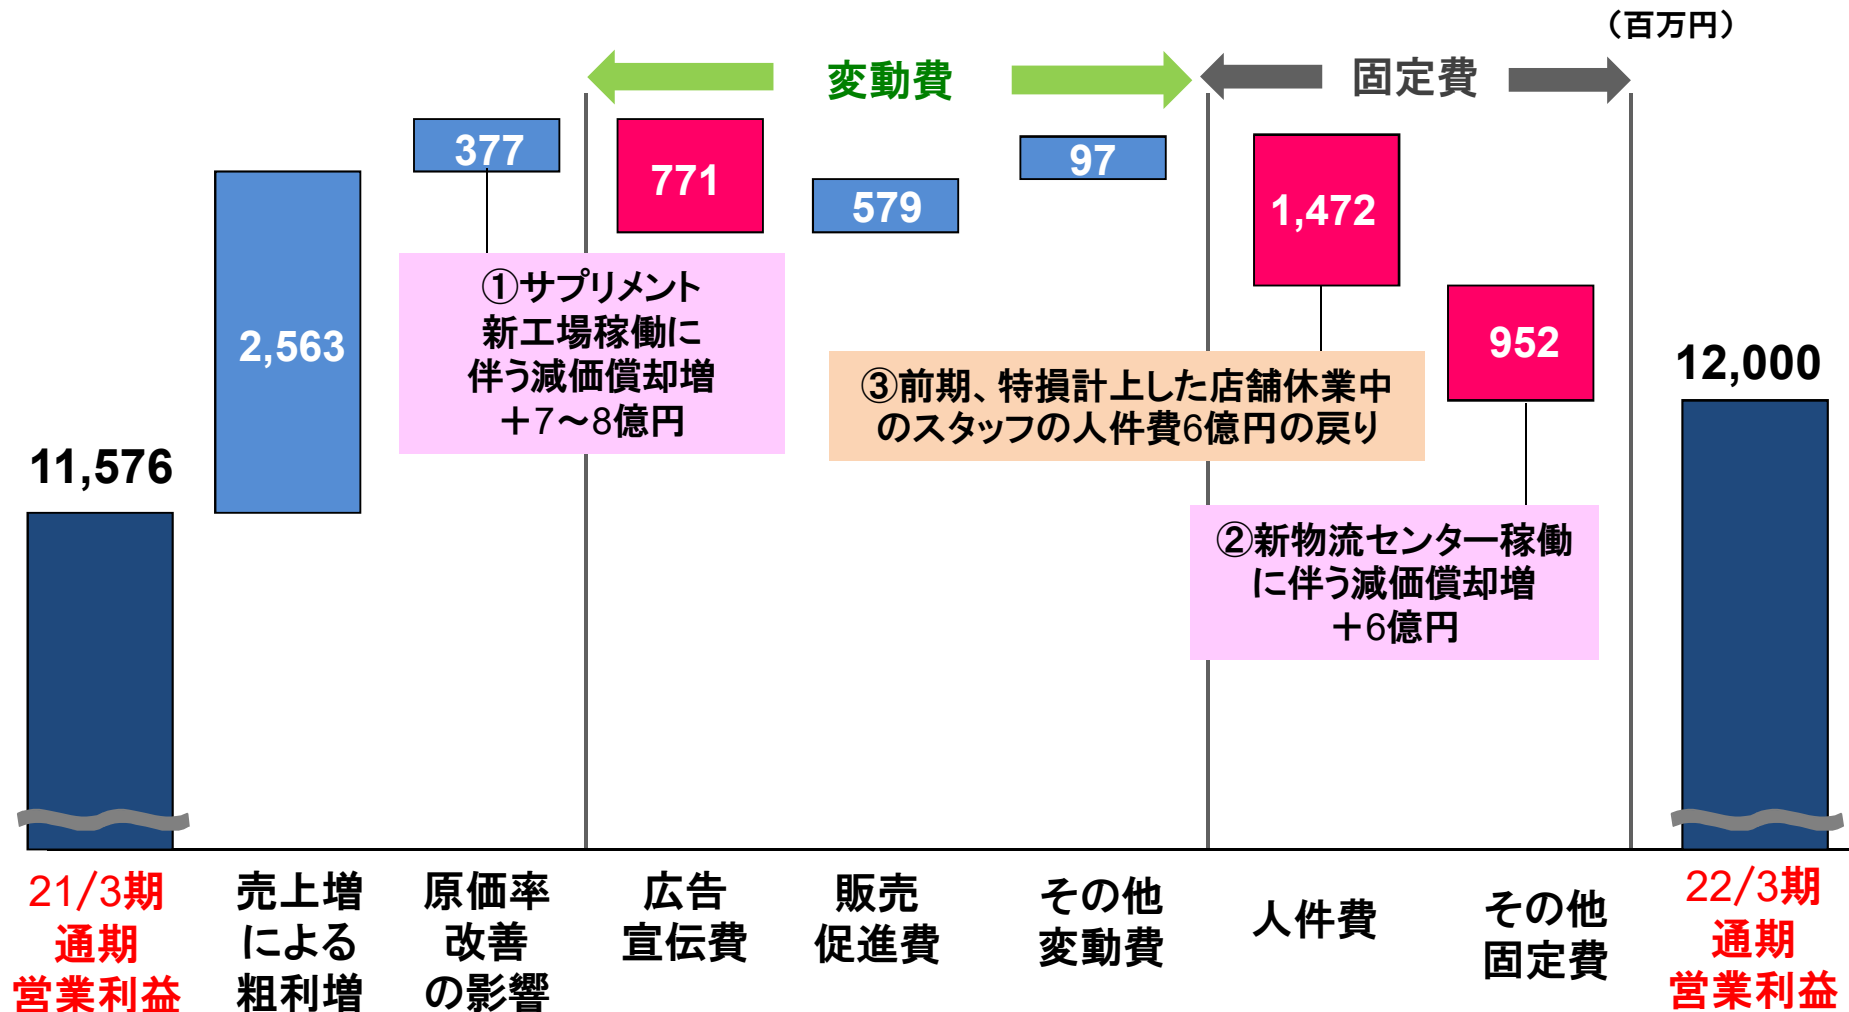 （百万円）
変動費
固定費
377
771
579
97
1,472
952
2,563
①サプリメント
新工場稼働に
伴う減価償却増
＋7～8億円
③前期、特損計上した店舗休業中
のスタッフの人件費6億円の戻り
②新物流センター稼働
に伴う減価償却増
＋6億円
11,576
12,000
21/3期
通期
営業利益
売上増
による
粗利増
原価率
改善
の影響
広告
宣伝費
販売
促進費
その他
変動費
人件費
その他
固定費
22/3期
通期
営業利益